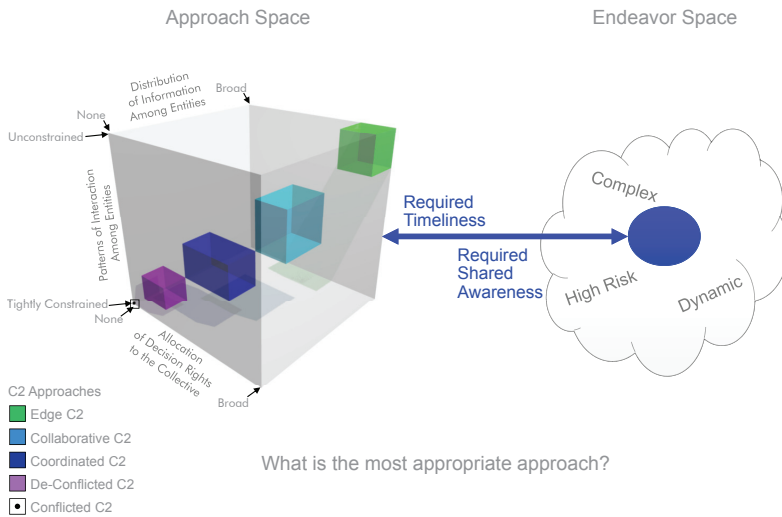 Approach Space
Endeavor Space
Distribution
of Information
Among Entities
Broad
None
Unconstrained
Patterns of Interaction
Among Entities
Tightly Constrained
None
Allocation
of Decision Rights
to the Collective
Broad
Required
Timeliness
Required
Shared
Awareness
Complex
High Risk
Dynamic
C2 Approaches
Edge C2
Collaborative C2
Coordinated C2
De-Conflicted C2
Conflicted C2
What is the most appropriate approach?